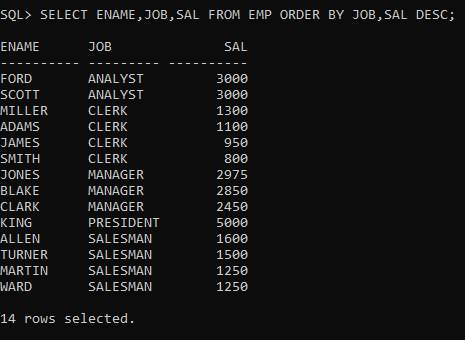 SQL> SELECT ENAME,JOB,SAL FROM EMP ORDER BY JOB,SAL DESC;
ENAME      JOB              SAL
---------- --------- ----------
FORD       ANALYST         3000
SCOTT      ANALYST         3000
MILLER     CLERK           1300
ADAMS      CLERK           1100
JAMES      CLERK            950
SMITH      CLERK            800
JONES      MANAGER         2975
BLAKE      MANAGER         2850
CLARK      MANAGER         2450
KING       PRESIDENT       5000
ALLEN      SALESMAN        1600
TURNER     SALESMAN        1500
MARTIN     SALESMAN        1250
WARD       SALESMAN        1250
14 rows selected.